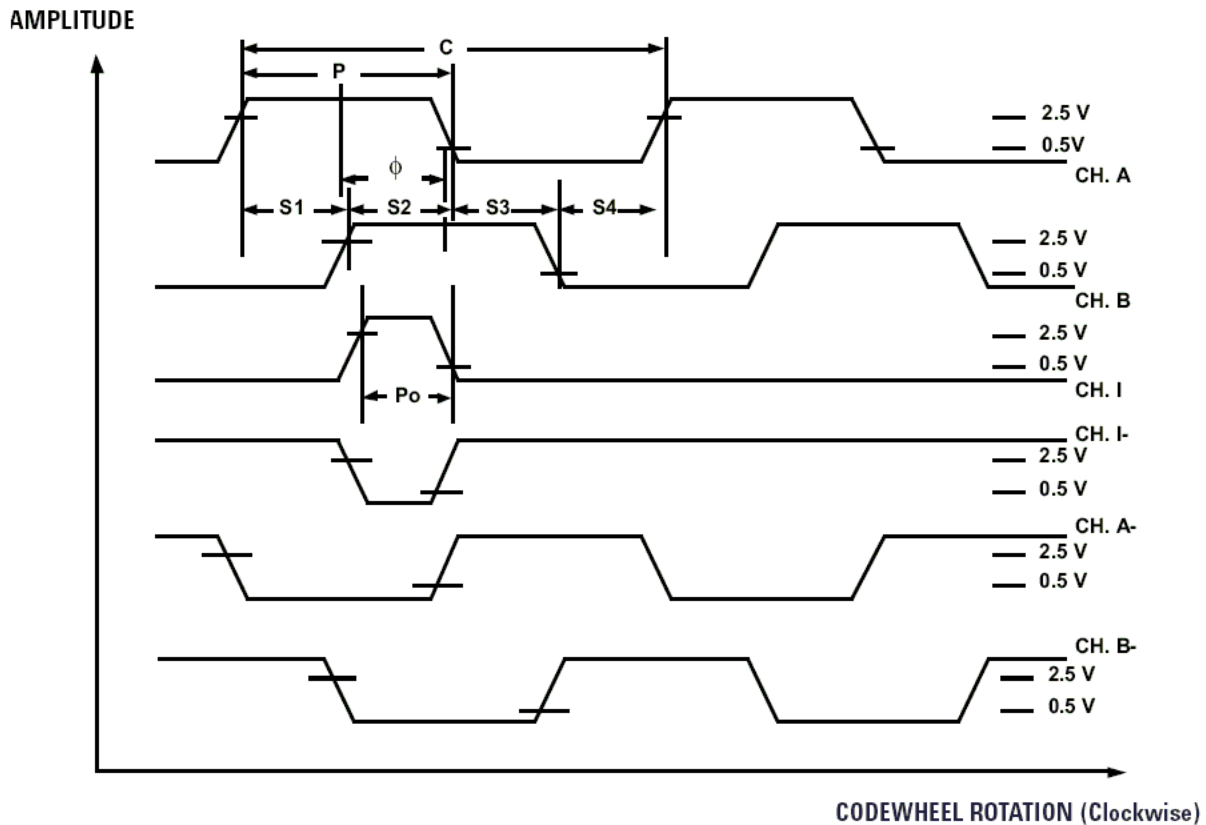 AMPLITUDE
C
P
2.5 V
0.5V
CH. A
ϕ
S1 S2 S3 S4
2.5 V
0.5 V
CH. B
2.5 V
0.5 V
CH. I
Po
CH. I-
2.5 V
0.5 V
CH. A-
2.5 V
0.5 V
CH. B-
2.5 V
0.5 V
CODEWHEEL ROTATION (Clockwise)